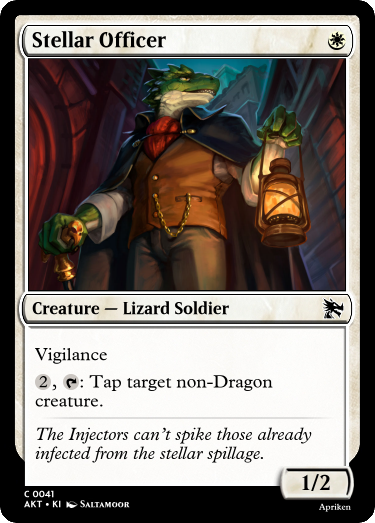 Stellar Officer
Creature — Lizard Soldier
Vigilance
2, : Tap target non-Dragon
creature.
The Injectors can't spike those already
infected from the stellar spillage.
1/2
C 0041
AKT • KI Saltamoor
Apriken